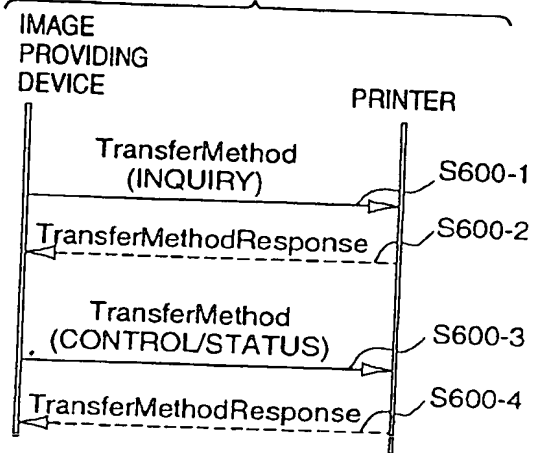 IMAGE
PROVIDING
DEVICE
PRINTER
TransferMethod
(INQUIRY)
S600-1
TransferMethodResponse
S600-2
TransferMethod
(CONTROL/STATUS)
S600-3
TransferMethodResponse
S600-4